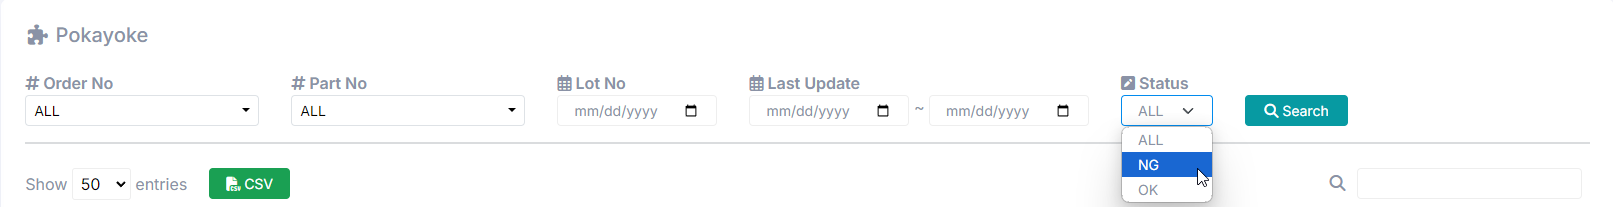 Pokayoke
# Order No # Part No Lot No Last Update Status
ALL ALL mm/dd/yyyy mm/dd/yyyy ~ mm/dd/yyyy ALL Search
ALL
NG
OK
Show 50 entries CSV